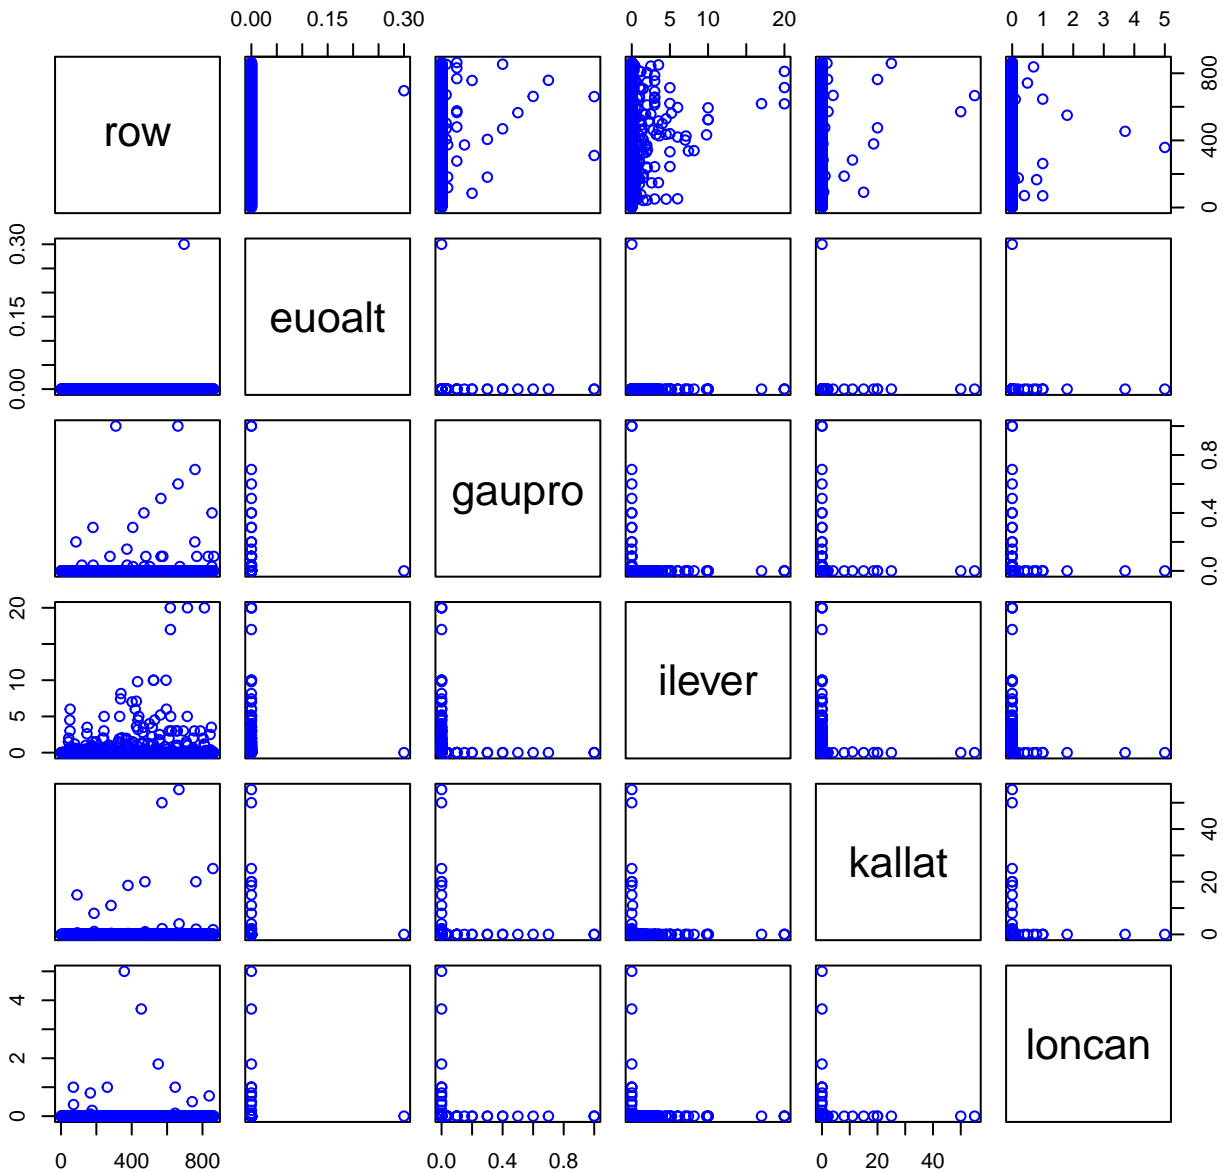 0.00 0.15 0.30 0 5 10 20 0 1 2 3 4 5
row 0 400 800
0.00 0.15 0.30 euoalt
gaupro 0.0 0.4 0.8
0 5 10 20 ilever
kallat 0 20 40
0 2 4 loncan
0 400 800 0.0 0.4 0.8 0 20 40